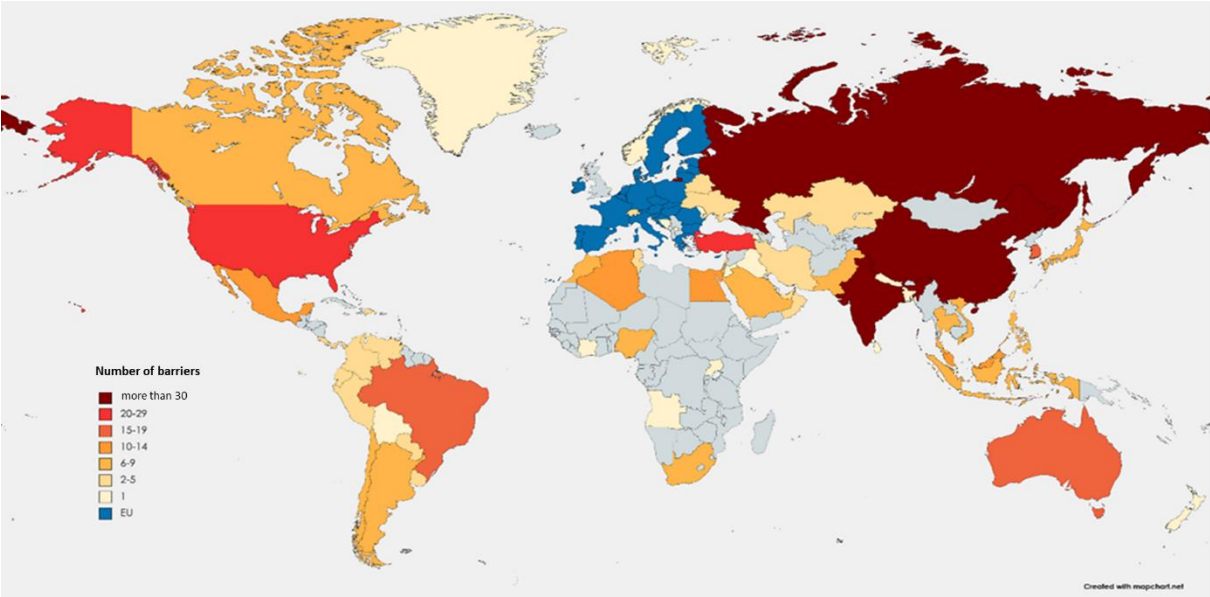 Number of barriers
more than 30
20-29
15-19
10-14
6-9
2-5
1
EU
Created with mapchart.net